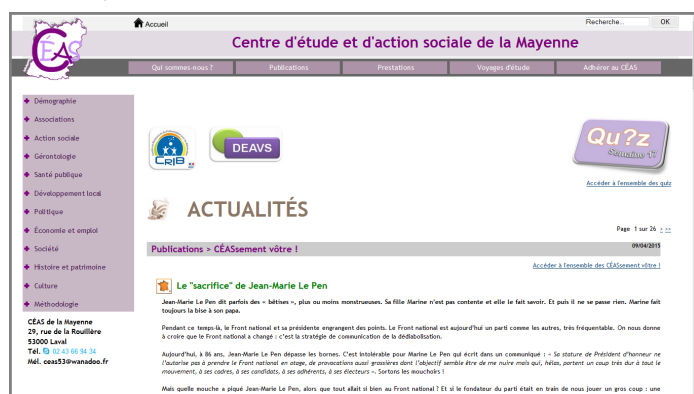 Accueil
Recherche...
OK
CÉAS
Centre d'étude et d'action sociale de la Mayenne
Qui sommes-nous ?
Publications
Prestations
Voyages d'étude
Adhérer au CÉAS
Démographie
Associations
Action sociale
Gérontologie
Santé publique
Développement local
Politique
Économie et emploi
Société
Histoire et patrimoine
Culture
Méthodologie
CÉAS de la Mayenne
29, rue de la Rouillère
53000 Laval
Tél. 02 43 66 94 34
Mél. ceas53@wanadoo.fr
CRIB
DEAVS
Qu?z
Semaine 17
Accéder à l'ensemble des quiz
ACTUALITÉS
Page 1 sur 26 > >>
Publications > CÉASsement vôtre !
09/04/2015
Accéder à l'ensemble des CÉASsement vôtre !
Le "sacrifice" de Jean-Marie Le Pen
Jean-Marie Le Pen dit parfois des « bêtises », plus ou moins monstrueuses. Sa fille Marine n'est pas contente et elle le fait savoir. Et puis il ne se passe rien. Marine fait
toujours la bise à son papa.
Pendant ce temps-là, le Front national et sa présidente engrangent des points. Le Front national est aujourd'hui un parti comme les autres, très fréquentable. On nous donne
à croire que le Front national a changé : c'est la stratégie de communication de la dédiabolisation.
Aujourd'hui, à 86 ans, Jean-Marie Le Pen dépasse les bornes. C'est intolérable pour Marine Le Pen qui écrit dans un communiqué : « Sa stature de Président d'honneur ne
l'autorise pas à prendre le Front national en otage, de provocations aussi grossières dont l'objectif semble être de me nuire mais qui, hélas, portent un coup très dur à tout le
mouvement, à ses cadres, à ses candidats, à ses adhérents, à ses électeurs ». Sortons les mouchoirs !
Mais quelle mouche a piqué Jean-Marie Le Pen, alors que tout allait si bien au Front national ? Et si le fondateur du parti était en train de nous jouer un gros coup : une